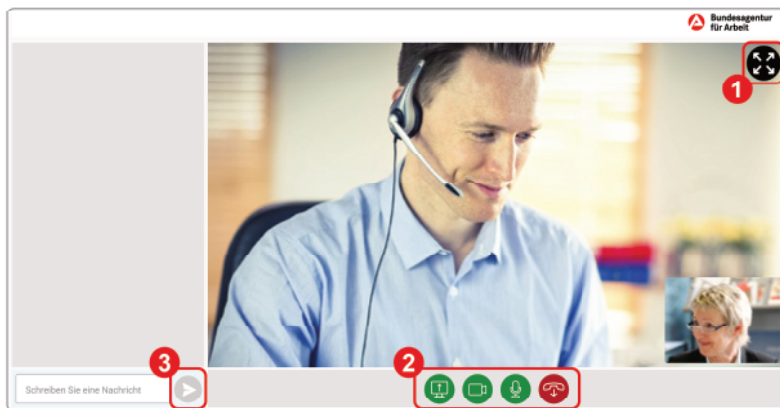 Bundesagentur
für Arbeit
1
3
2
Schreiben Sie eine Nachricht